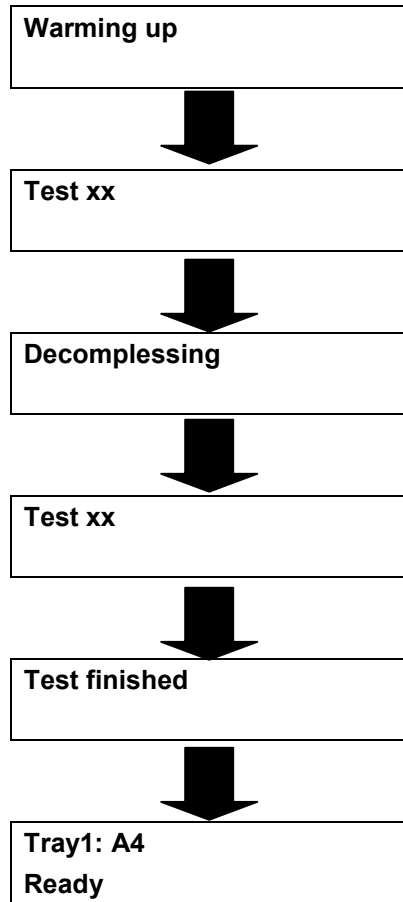 Warming up
Test xx
Decomplessing
Test xx
Test finished
Tray1: A4
Ready